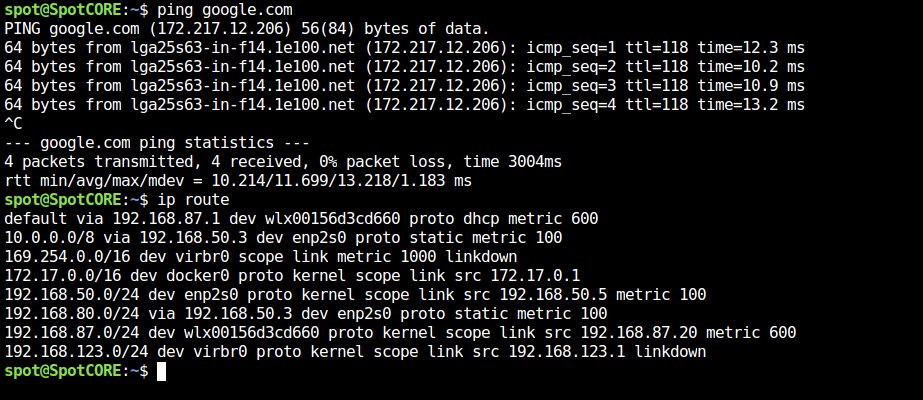 spot@SpotCORE:~$ ping google.com
PING google.com (172.217.12.206) 56(84) bytes of data.
64 bytes from lga25s63-in-f14.1e100.net (172.217.12.206): icmp_seq=1 ttl=118 time=12.3 ms
64 bytes from lga25s63-in-f14.1e100.net (172.217.12.206): icmp_seq=2 ttl=118 time=10.2 ms
64 bytes from lga25s63-in-f14.1e100.net (172.217.12.206): icmp_seq=3 ttl=118 time=10.9 ms
64 bytes from lga25s63-in-f14.1e100.net (172.217.12.206): icmp_seq=4 ttl=118 time=13.2 ms
^C
--- google.com ping statistics ---
4 packets transmitted, 4 received, 0% packet loss, time 3004ms
rtt min/avg/max/mdev = 10.214/11.699/13.218/1.183 ms
spot@SpotCORE:~$ ip route
default via 192.168.87.1 dev wlx00156d3cd660 proto dhcp metric 600
10.0.0.0/8 via 192.168.50.3 dev enp2s0 proto static metric 100
169.254.0.0/16 dev virbr0 scope link metric 1000 linkdown
172.17.0.0/16 dev docker0 proto kernel scope link src 172.17.0.1
192.168.50.0/24 dev enp2s0 proto kernel scope link src 192.168.50.5 metric 100
192.168.80.0/24 via 192.168.50.3 dev enp2s0 proto static metric 100
192.168.87.0/24 dev wlx00156d3cd660 proto kernel scope link src 192.168.87.20 metric 600
192.168.123.0/24 dev virbr0 proto kernel scope link src 192.168.123.1 linkdown
spot@SpotCORE:~$